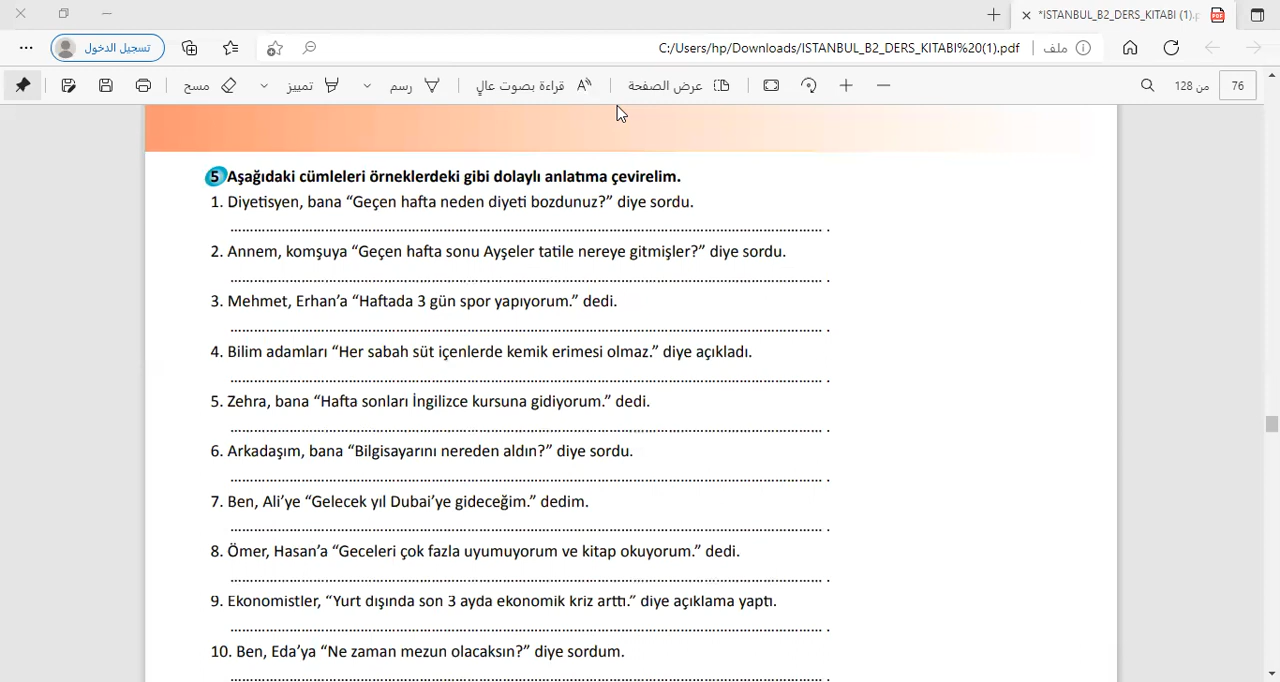 *ISTANBUL_B2_DERS_KITABI (1).p
PDF
تسجيل الدخول
C:/Users/hp/Downloads/ISTANBUL_B2_DERS_KITABI%20(1).pdf
ملف
مسح
تمييز
رسم
قراءة بصوت عالٍ
عرض الصفحة
من 128
76
5 Aşağıdaki cümleleri örneklerdeki gibi dolaylı anlatıma çevirelim.
1. Diyetisyen, bana “Geçen hafta neden diyeti bozdunuz?” diye sordu.
.................................................................................................................................................... .
2. Annem, komşuya “Geçen hafta sonu Ayşeler tatile nereye gitmişler?” diye sordu.
.................................................................................................................................................... .
3. Mehmet, Erhan’a “Haftada 3 gün spor yapıyorum.” dedi.
.................................................................................................................................................... .
4. Bilim adamları “Her sabah süt içenlerde kemik erimesi olmaz.” diye açıkladı.
.................................................................................................................................................... .
5. Zehra, bana “Hafta sonları İngilizce kursuna gidiyorum.” dedi.
.................................................................................................................................................... .
6. Arkadaşım, bana “Bilgisayarını nereden aldın?” diye sordu.
.................................................................................................................................................... .
7. Ben, Ali’ye “Gelecek yıl Dubai’ye gideceğim.” dedim.
.................................................................................................................................................... .
8. Ömer, Hasan’a “Geceleri çok fazla uyumuyorum ve kitap okuyorum.” dedi.
.................................................................................................................................................... .
9. Ekonomistler, “Yurt dışında son 3 ayda ekonomik kriz arttı.” diye açıklama yaptı.
.................................................................................................................................................... .
10. Ben, Eda’ya “Ne zaman mezun olacaksın?” diye sordum.
.................................................................................................................................................... .